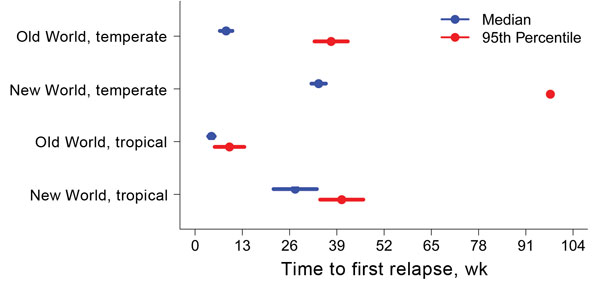 Median
Old World, temperate
95th Percentile
New World, temperate
Old World, tropical
New World, tropical
0 13 26 39 52 65 78 91 104
Time to first relapse, wk